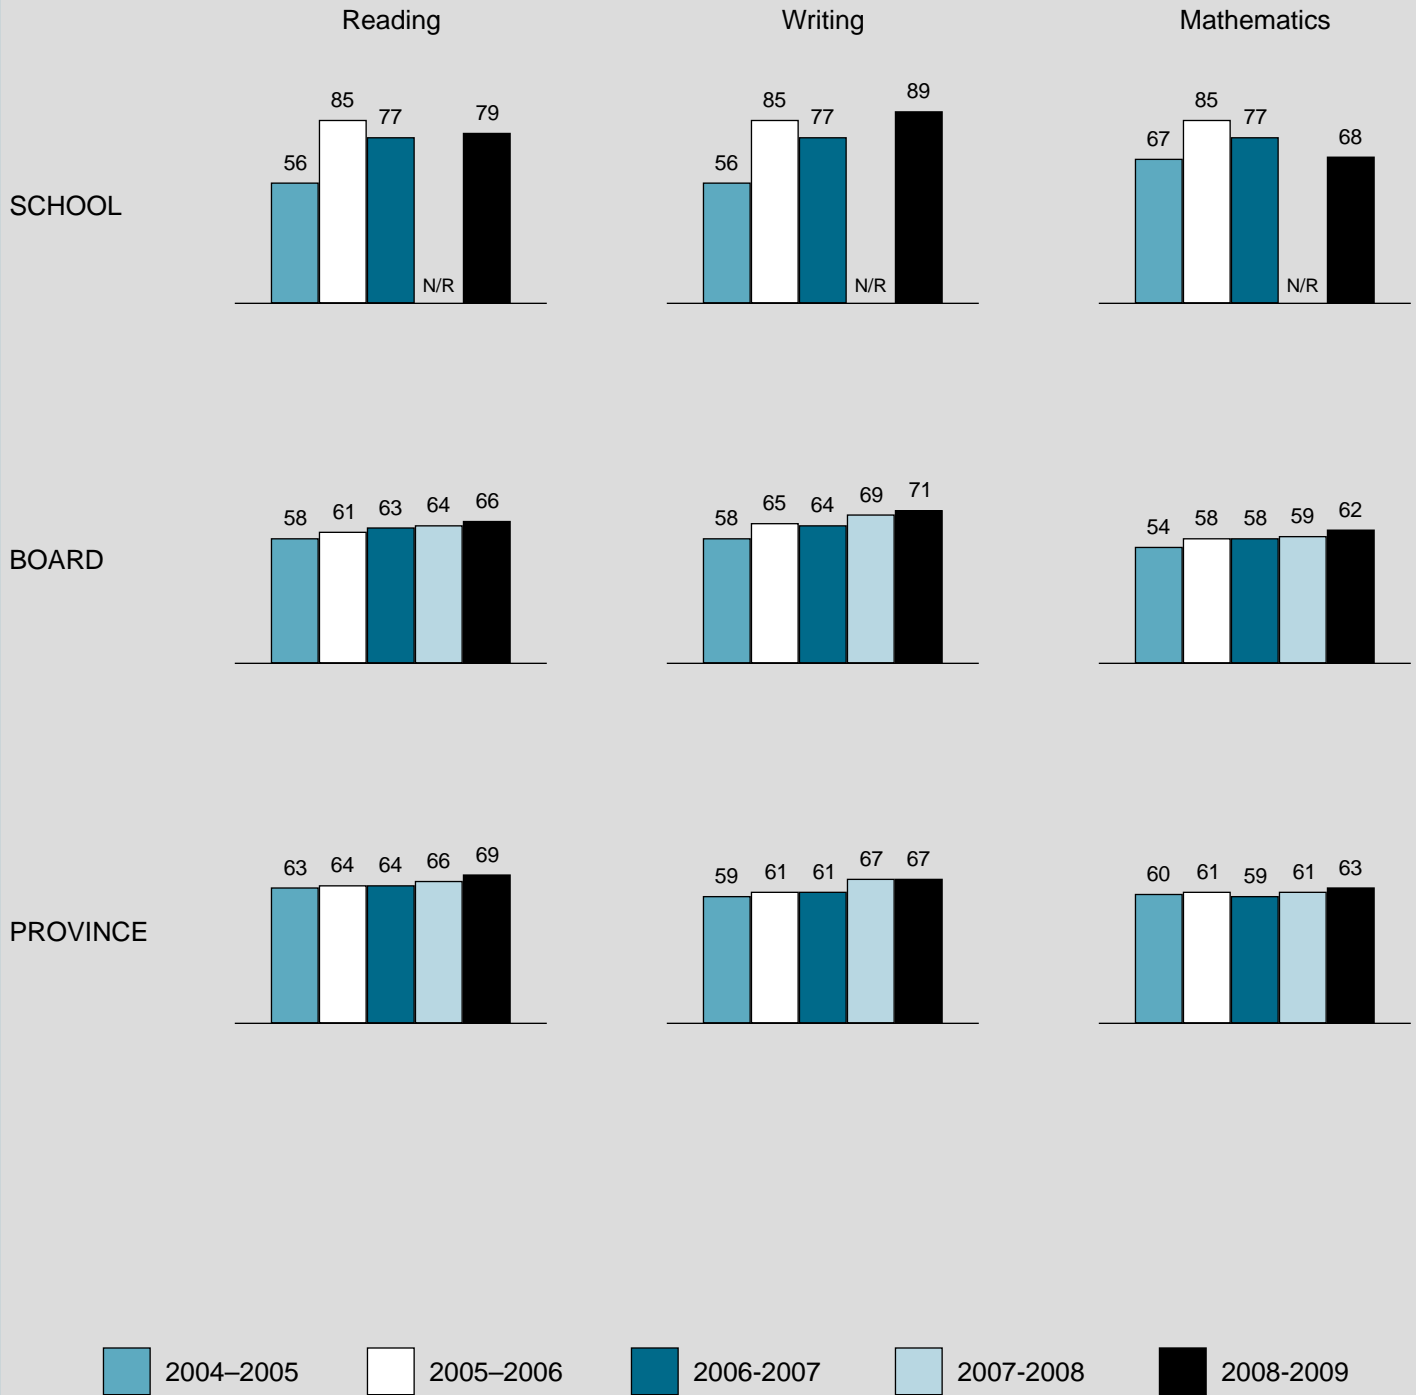 Reading Writing Mathematics
SCHOOL
56 85 77 N/R 79
56 85 77 N/R 89
67 85 77 N/R 68
BOARD
58 61 63 64 66
58 65 64 69 71
54 58 58 59 62
PROVINCE
63 64 64 66 69
59 61 61 67 67
60 61 59 61 63
2004–2005 2005–2006 2006-2007 2007-2008 2008-2009